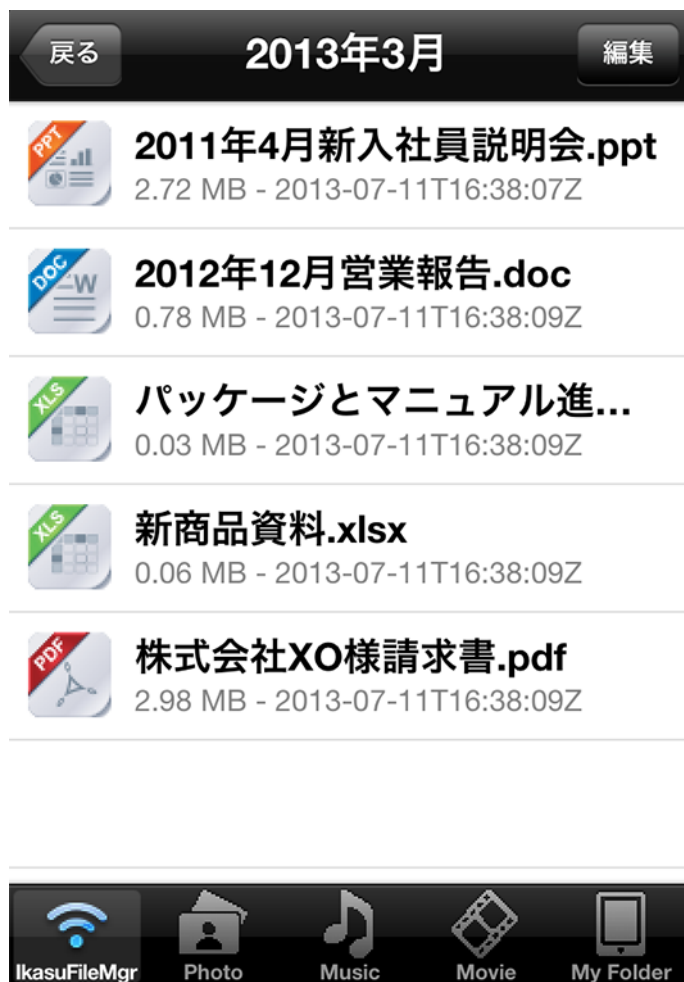 戻る
2013年3月
編集
PPT
2011年4月新入社員説明会.ppt
2.72 MB - 2013-07-11T16:38:07Z
DOC
W
2012年12月営業報告.doc
0.78 MB - 2013-07-11T16:38:09Z
XLS
パッケージとマニュアル進...
0.03 MB - 2013-07-11T16:38:09Z
XLS
新商品資料.xlsx
0.06 MB - 2013-07-11T16:38:09Z
PDF
株式会社XO様請求書.pdf
2.98 MB - 2013-07-11T16:38:09Z
IkasuFileMgr
Photo
Music
Movie
My Folder